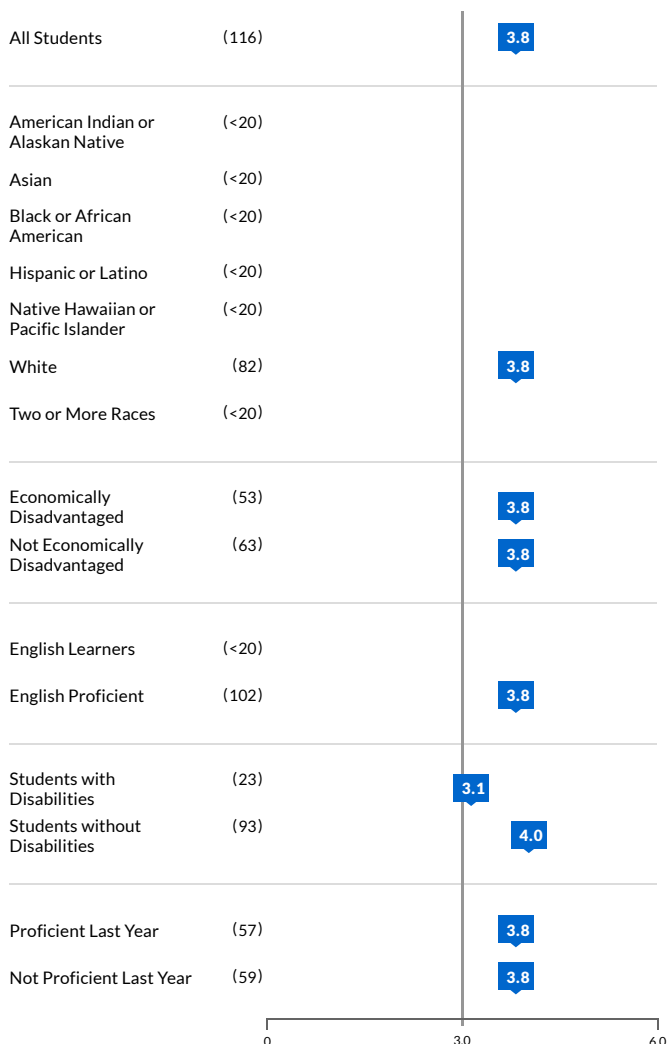 All Students (116) 3.8
American Indian or
Alaskan Native (<20)
Asian (<20)
Black or African
American (<20)
Hispanic or Latino (<20)
Native Hawaiian or
Pacific Islander (<20)
White (82) 3.8
Two or More Races (<20)
Economically
Disadvantaged (53) 3.8
Not Economically
Disadvantaged (63) 3.8
English Learners (<20)
English Proficient (102) 3.8
Students with
Disabilities (23) 3.1
Students without
Disabilities (93) 4.0
Proficient Last Year (57) 3.8
Not Proficient Last Year (59) 3.8
0 3.0 6.0